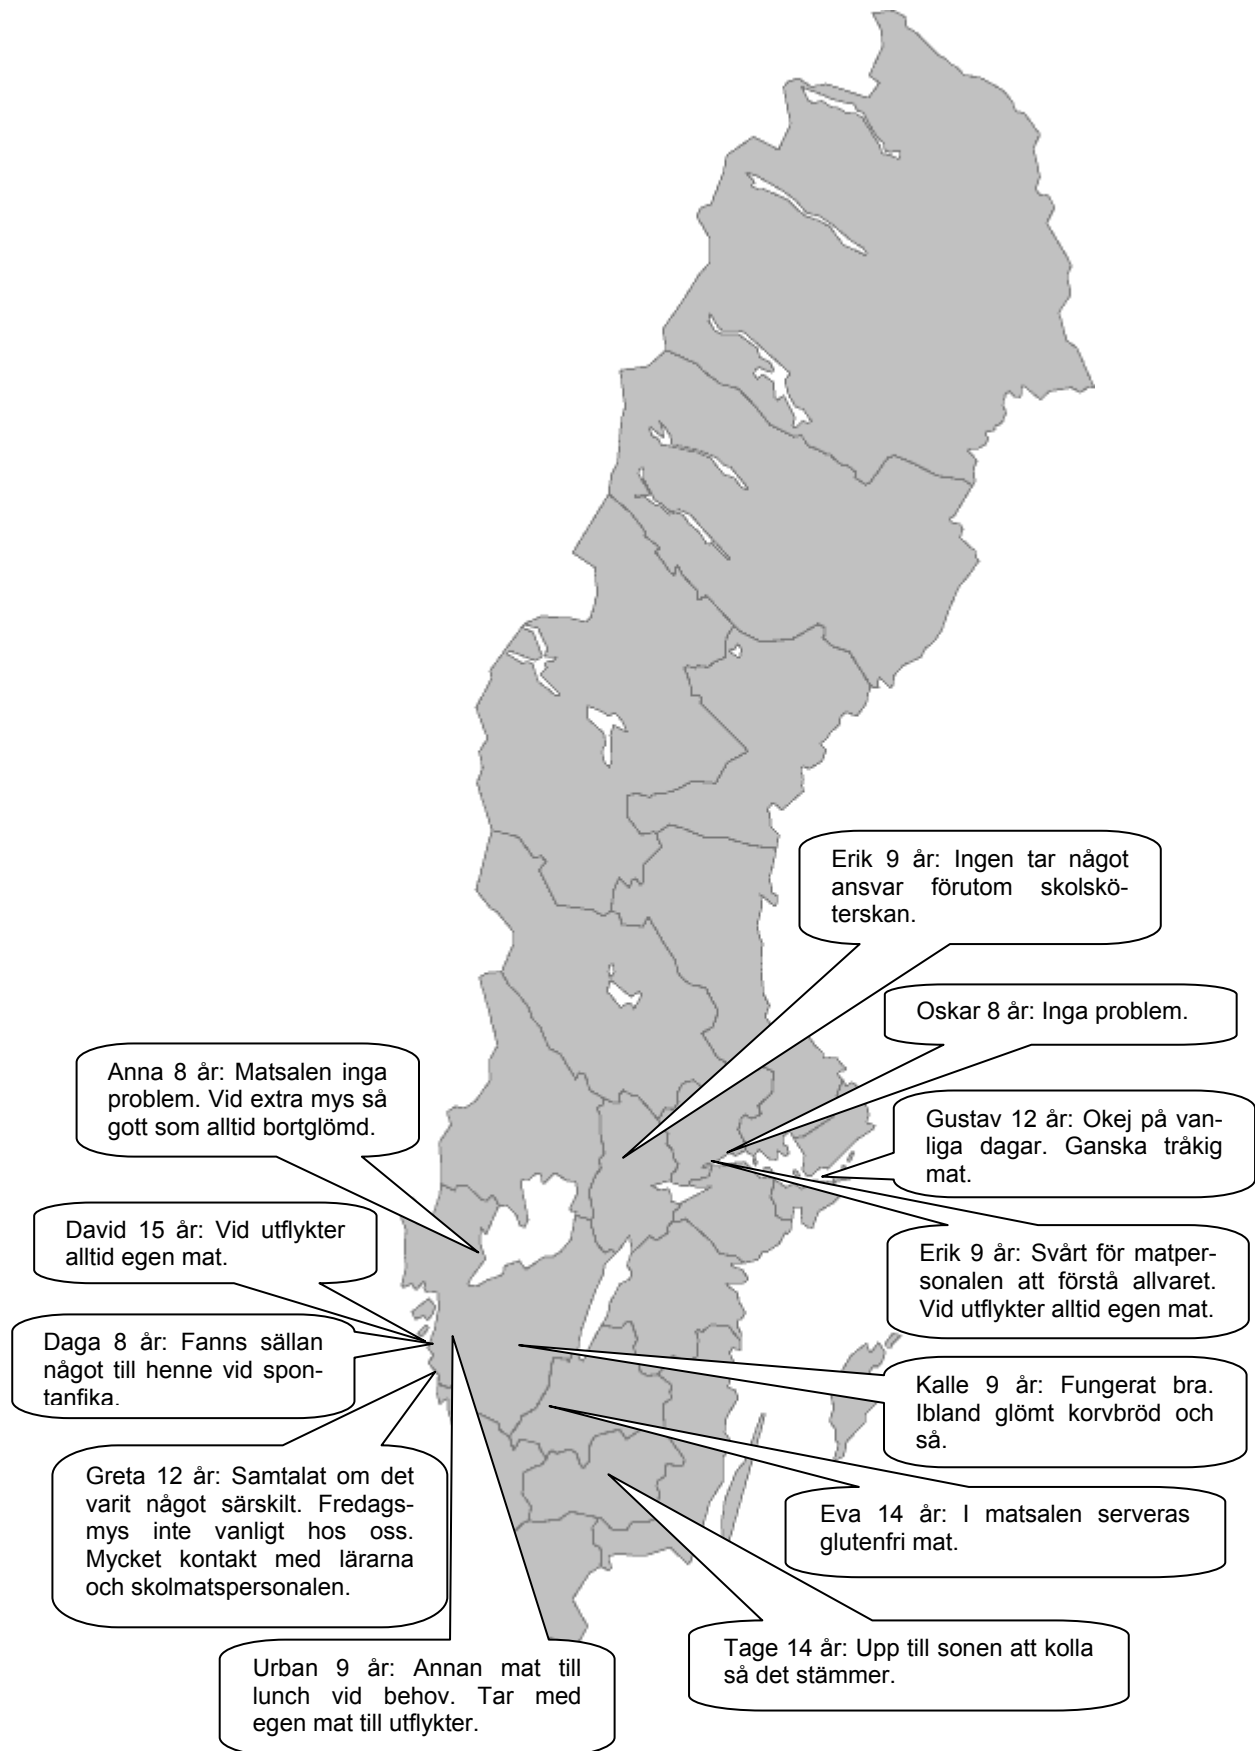 Erik 9 år: Ingen tar något
ansvar förutom skolskö-
terskan.
Oskar 8 år: Inga problem.
Anna 8 år: Matsalen inga
problem. Vid extra mys så
gott som alltid bortglömd.
Gustav 12 år: Okej på van-
liga dagar. Ganska tråkig
mat.
David 15 år: Vid utflykter
alltid egen mat.
Erik 9 år: Svårt för matper-
sonalen att förstå allvaret.
Vid utflykter alltid egen mat.
Daga 8 år: Fanns sällan
något till henne vid spon-
tanfika.
Kalle 9 år: Fungerat bra.
Ibland glömt korvbröd och
så.
Greta 12 år: Samtalat om det
varit något särskilt. Fredags-
mys inte vanligt hos oss.
Mycket kontakt med lärarna
och skolmatspersonalen.
Eva 14 år: I matsalen serveras
glutenfri mat.
Tage 14 år: Upp till sonen att kolla
så det stämmer.
Urban 9 år: Annan mat till
lunch vid behov. Tar med
egen mat till utflykter.